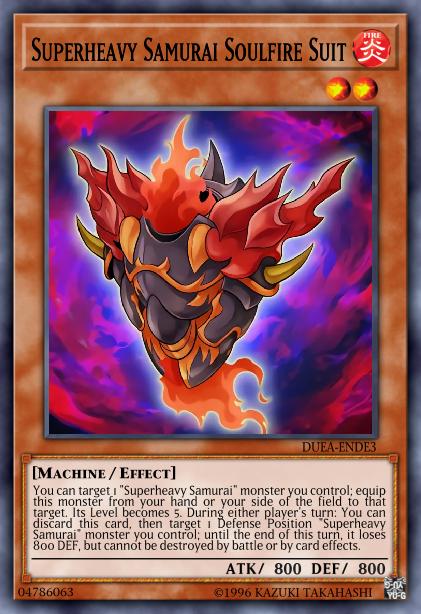 SUPERHEAVY SAMURAI SOULFIRE SUIT
FIRE
炎
DUEA-ENDE3
[MACHINE / EFFECT]
You can target 1 "Superheavy Samurai" monster you control; equip
this monster from your hand or your side of the field to that
target. Its Level becomes 5. During either player's turn: You can
discard this card, then target 1 Defense Position "Superheavy
Samurai" monster you control; until the end of this turn, it loses
800 DEF, but cannot be destroyed by battle or by card effects.
ATK/ 800 DEF/ 800
04786063
©1996 KAZUKI TAKAHASHI